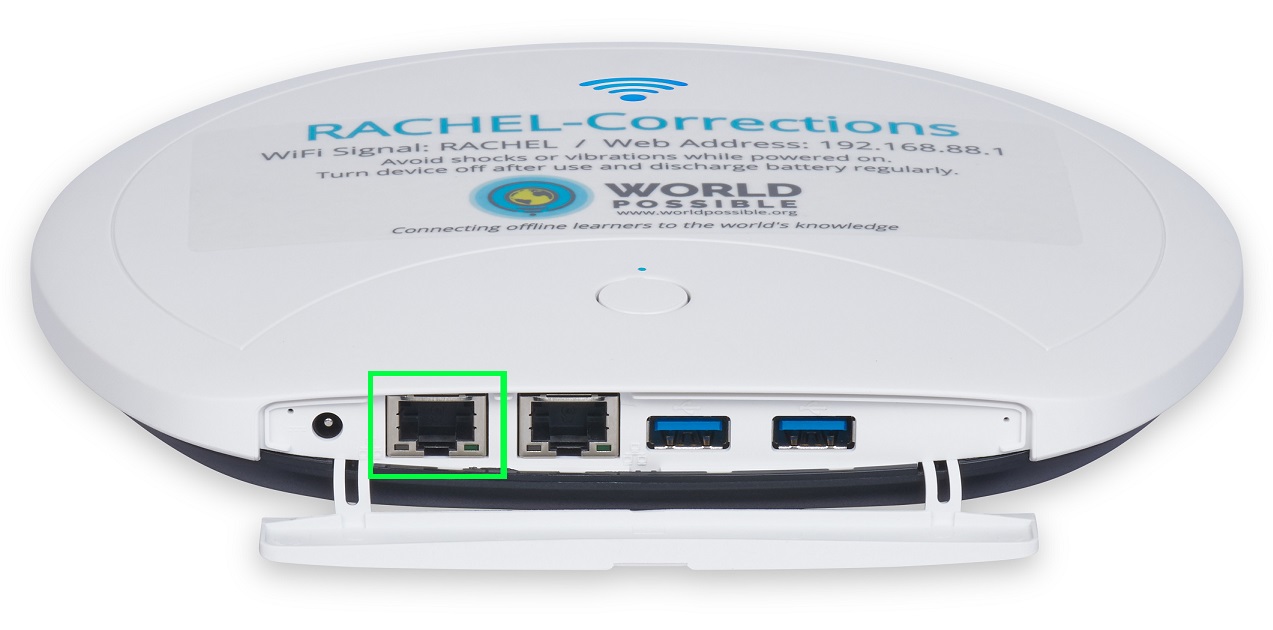 RACHEL-Corrections
WiFi Signal: RACHEL / Web Address: 192.168.88.1
Avoid shocks or vibrations while powered on.
Turn device off after use and discharge battery regularly.
WORLD
POSSIBLE
www.worldpossible.org
Connecting offline learners to the world's knowledge